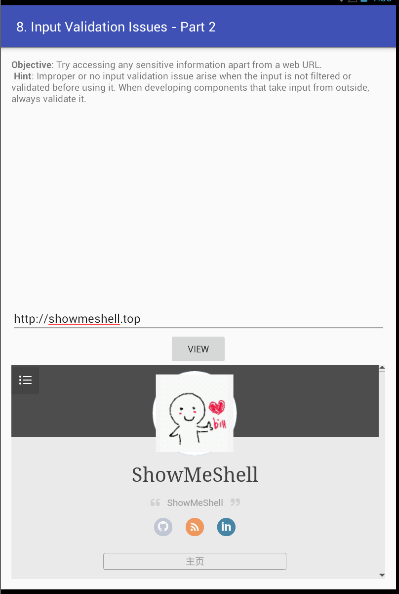 8. Input Validation Issues - Part 2
Objective: Try accessing any sensitive information apart from a web URL.
Hint: Improper or no input validation issue arise when the input is not filtered or
validated before using it. When developing components that take input from outside,
always validate it.
http://showmeshell.top
VIEW
ShowMeShell
“ ShowMeShell ”
in
主页